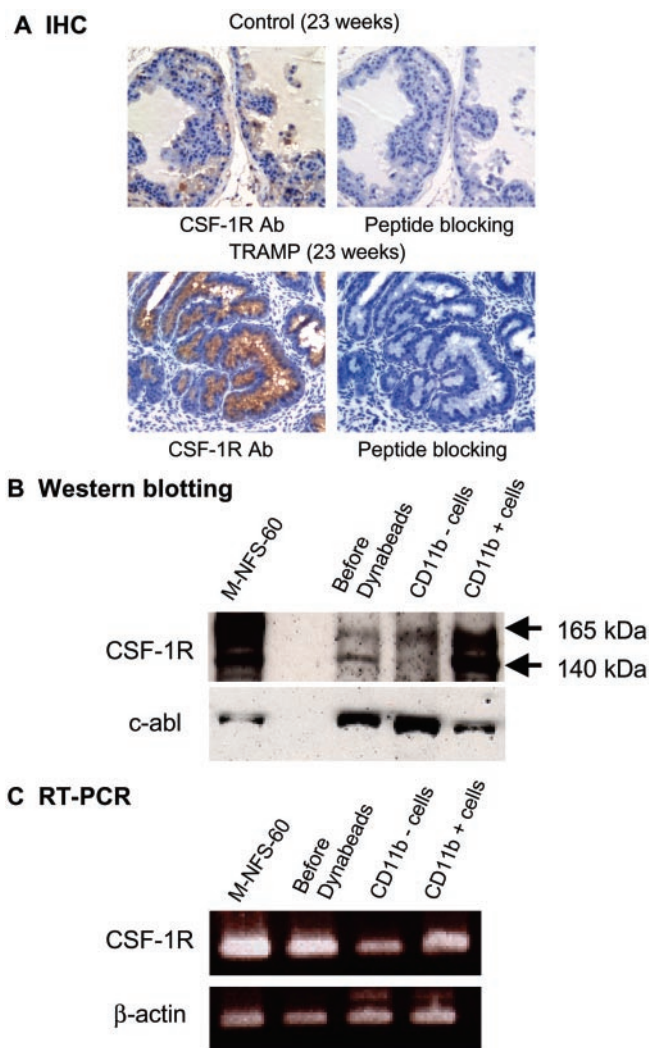 A IHC
Control (23 weeks)
CSF-1R Ab
Peptide blocking
TRAMP (23 weeks)
CSF-1R Ab
Peptide blocking
B Western blotting
M-NFS-60
Before
Dynabeads
CD11b - cells
CD11b + cells
CSF-1R
165 kDa
140 kDa
c-abl
C RT-PCR
M-NFS-60
Before
Dynabeads
CD11b - cells
CD11b + cells
CSF-1R
β-actin